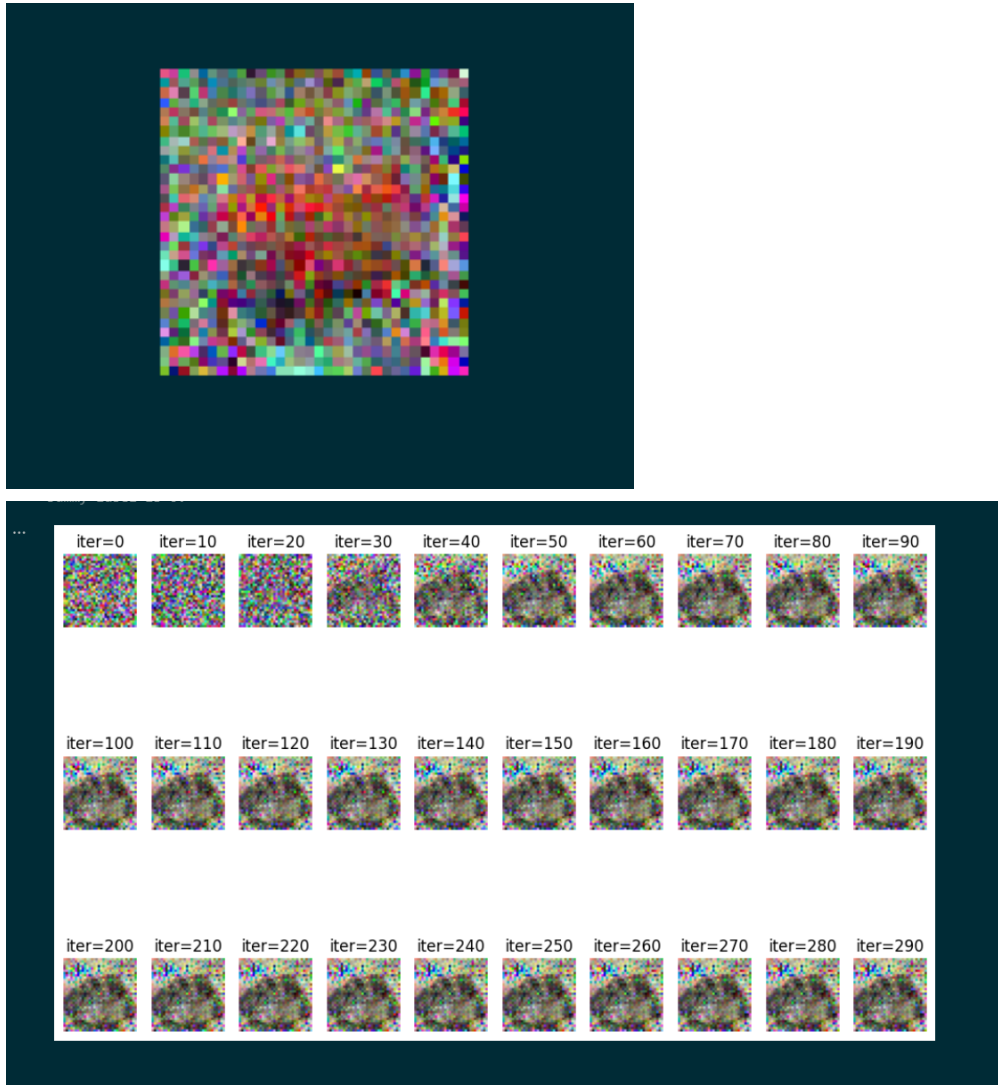 ...
iter=0 iter=10 iter=20 iter=30 iter=40 iter=50 iter=60 iter=70 iter=80 iter=90
iter=100 iter=110 iter=120 iter=130 iter=140 iter=150 iter=160 iter=170 iter=180 iter=190
iter=200 iter=210 iter=220 iter=230 iter=240 iter=250 iter=260 iter=270 iter=280 iter=290